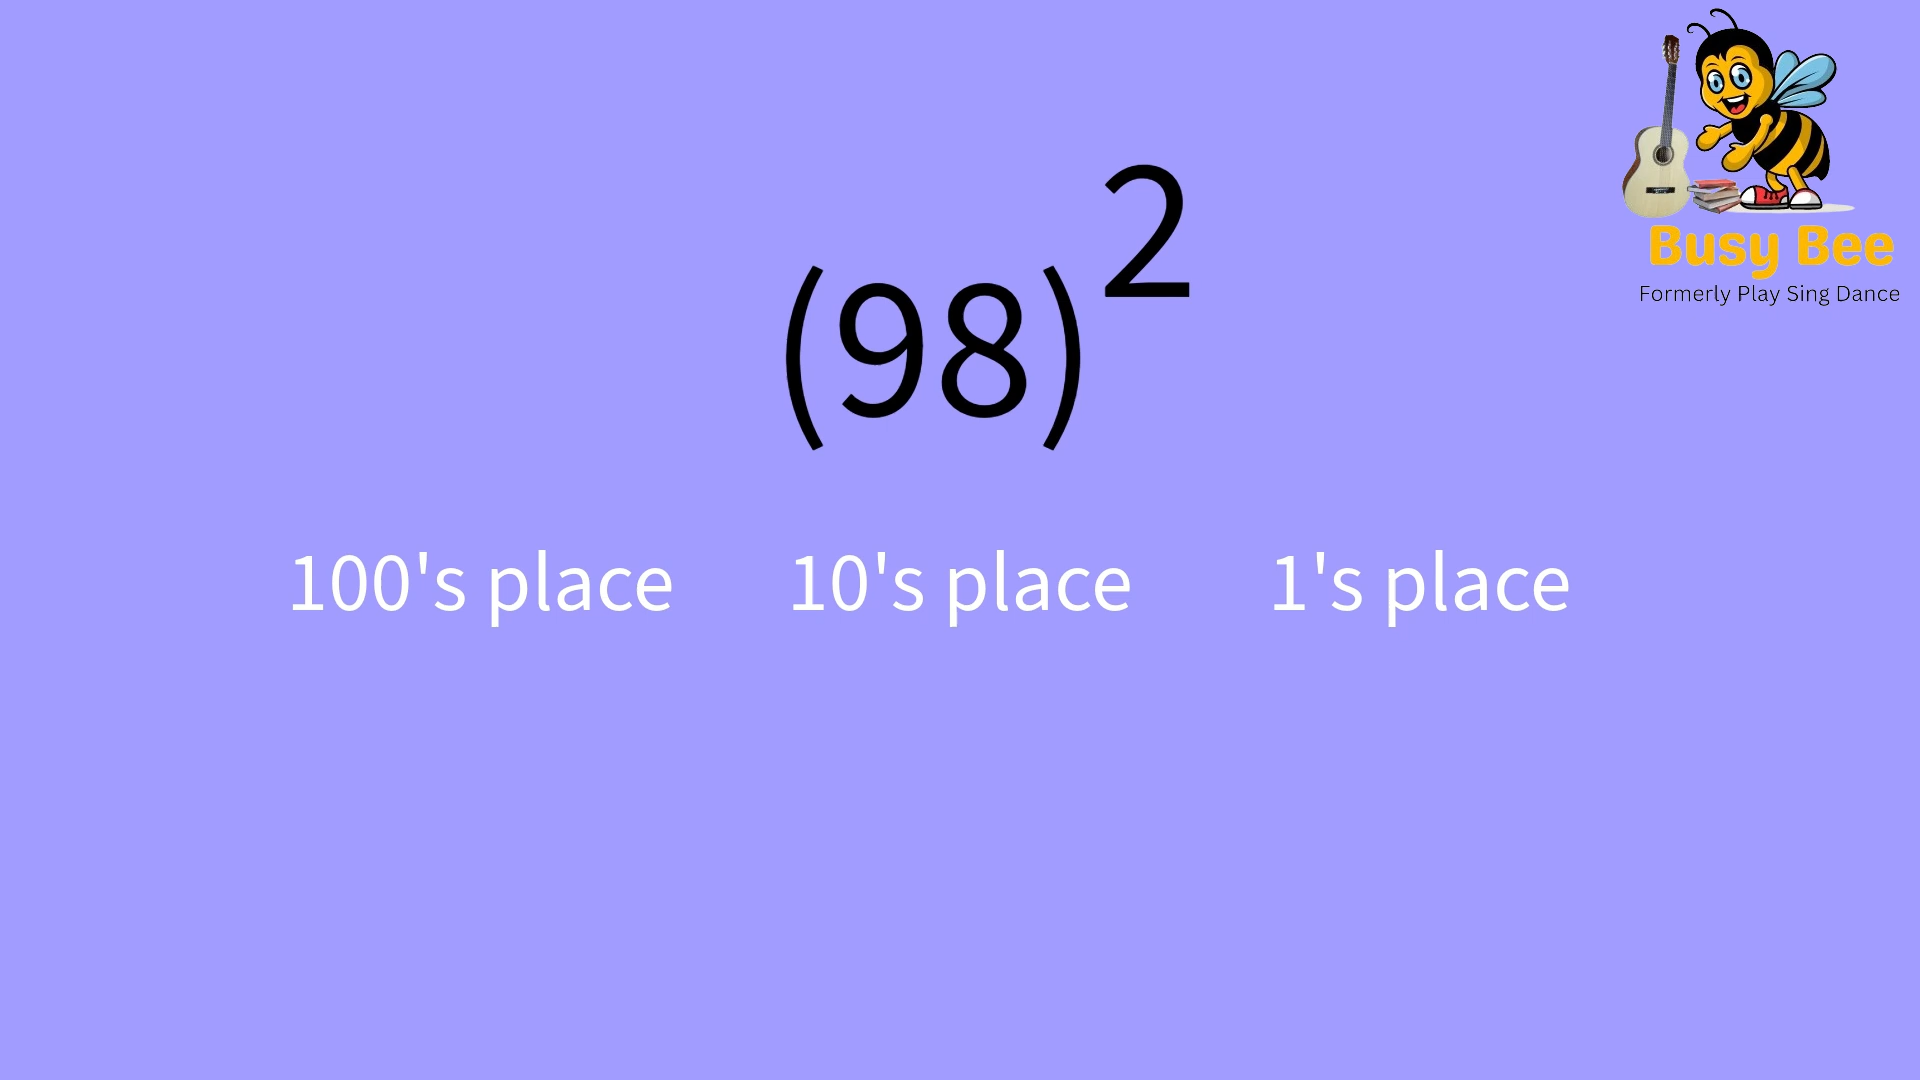 (98)²
100's place 10's place 1's place
Busy Bee
Formerly Play Sing Dance